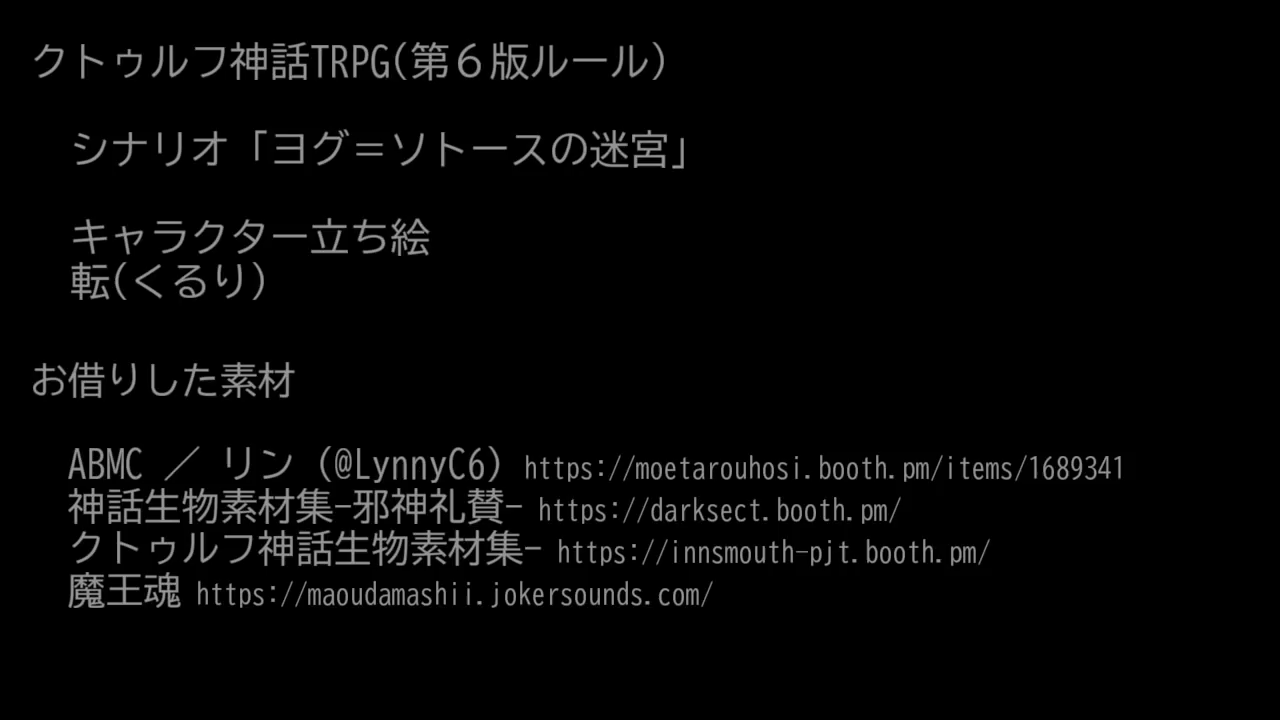 クトゥルフ神話TRPG(第６版ルール)
シナリオ「ヨグ＝ソトースの迷宮」
キャラクター立ち絵
転(くるり)
お借りした素材
ABMC ／ リン (@LynnyC6) https://moetarouhosi.booth.pm/items/1689341
神話生物素材集-邪神礼賛- https://darksect.booth.pm/
クトゥルフ神話生物素材集- https://innsmouth-pjt.booth.pm/
魔王魂 https://maoudamashii.jokersounds.com/